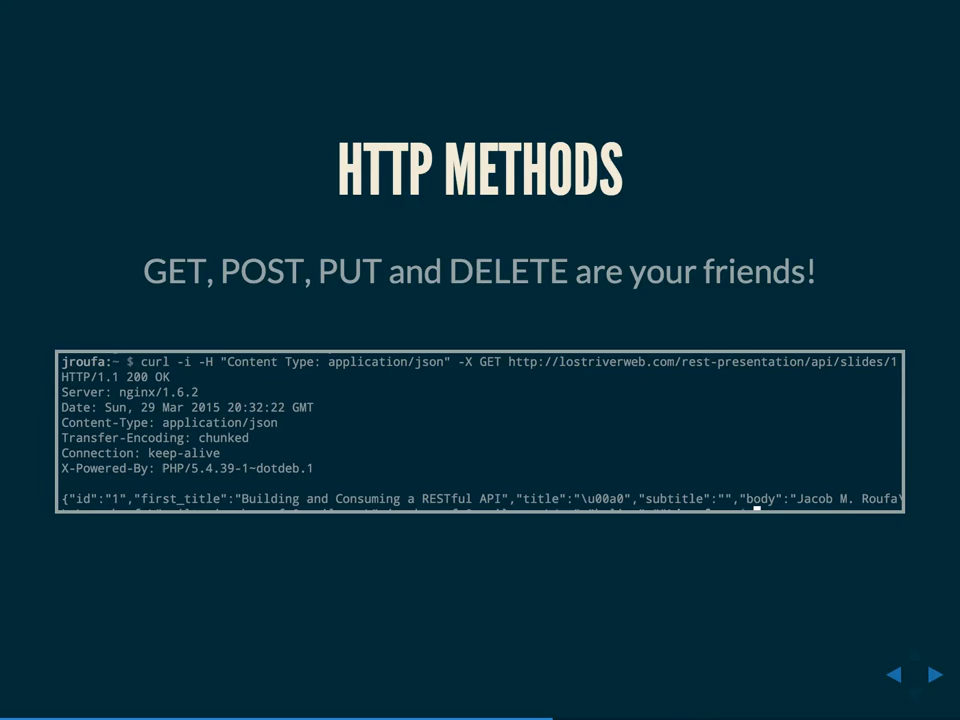 HTTP METHODS
GET, POST, PUT and DELETE are your friends!
jroufa:~ $ curl -i -H "Content Type: application/json" -X GET http://lostriverweb.com/rest-presentation/api/slides/1
HTTP/1.1 200 OK
Server: nginx/1.6.2
Date: Sun, 29 Mar 2015 20:32:22 GMT
Content-Type: application/json
Transfer-Encoding: chunked
Connection: keep-alive
X-Powered-By: PHP/5.4.39-1~dotdeb.1
{"id":"1","first_title":"Building and Consuming a RESTful API","title":"\u00a0","subtitle":"","body":"Jacob M. Roufa\